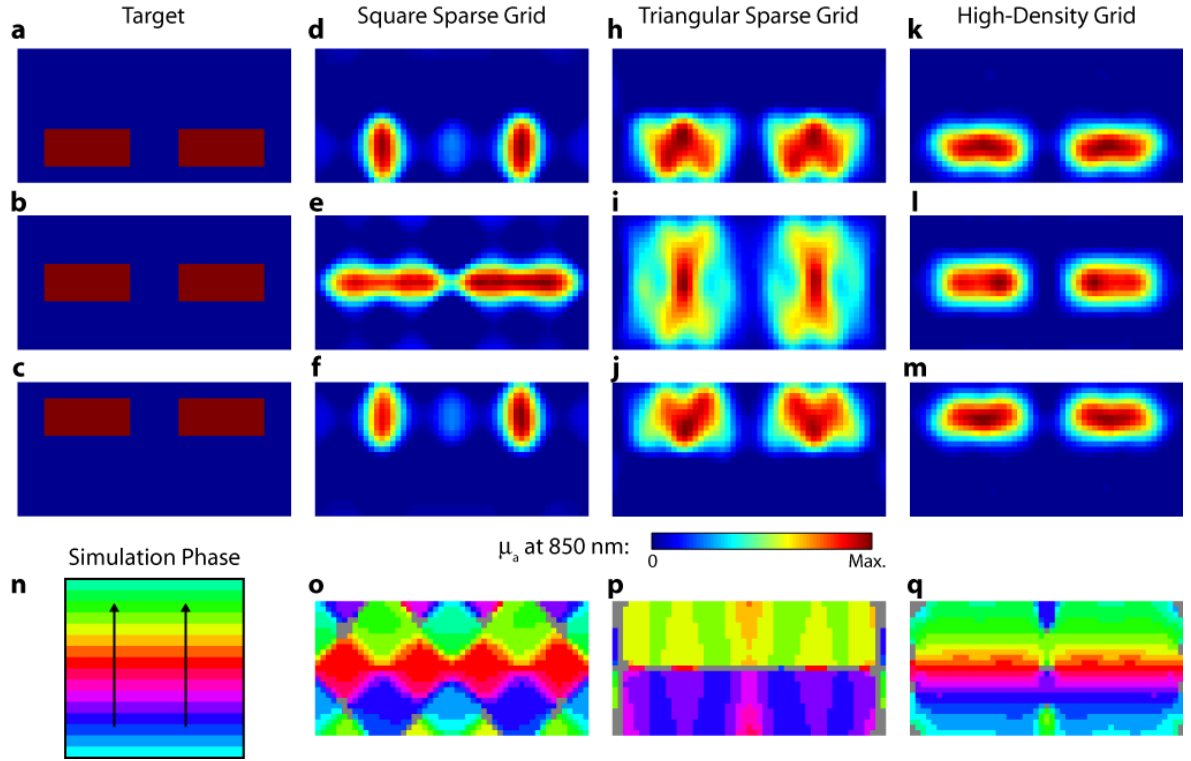 Target Square Sparse Grid Triangular Sparse Grid High-Density Grid
a d h k
b e i l
c f j m
Simulation Phase
μa at 850 nm:
0 Max.
n o p q